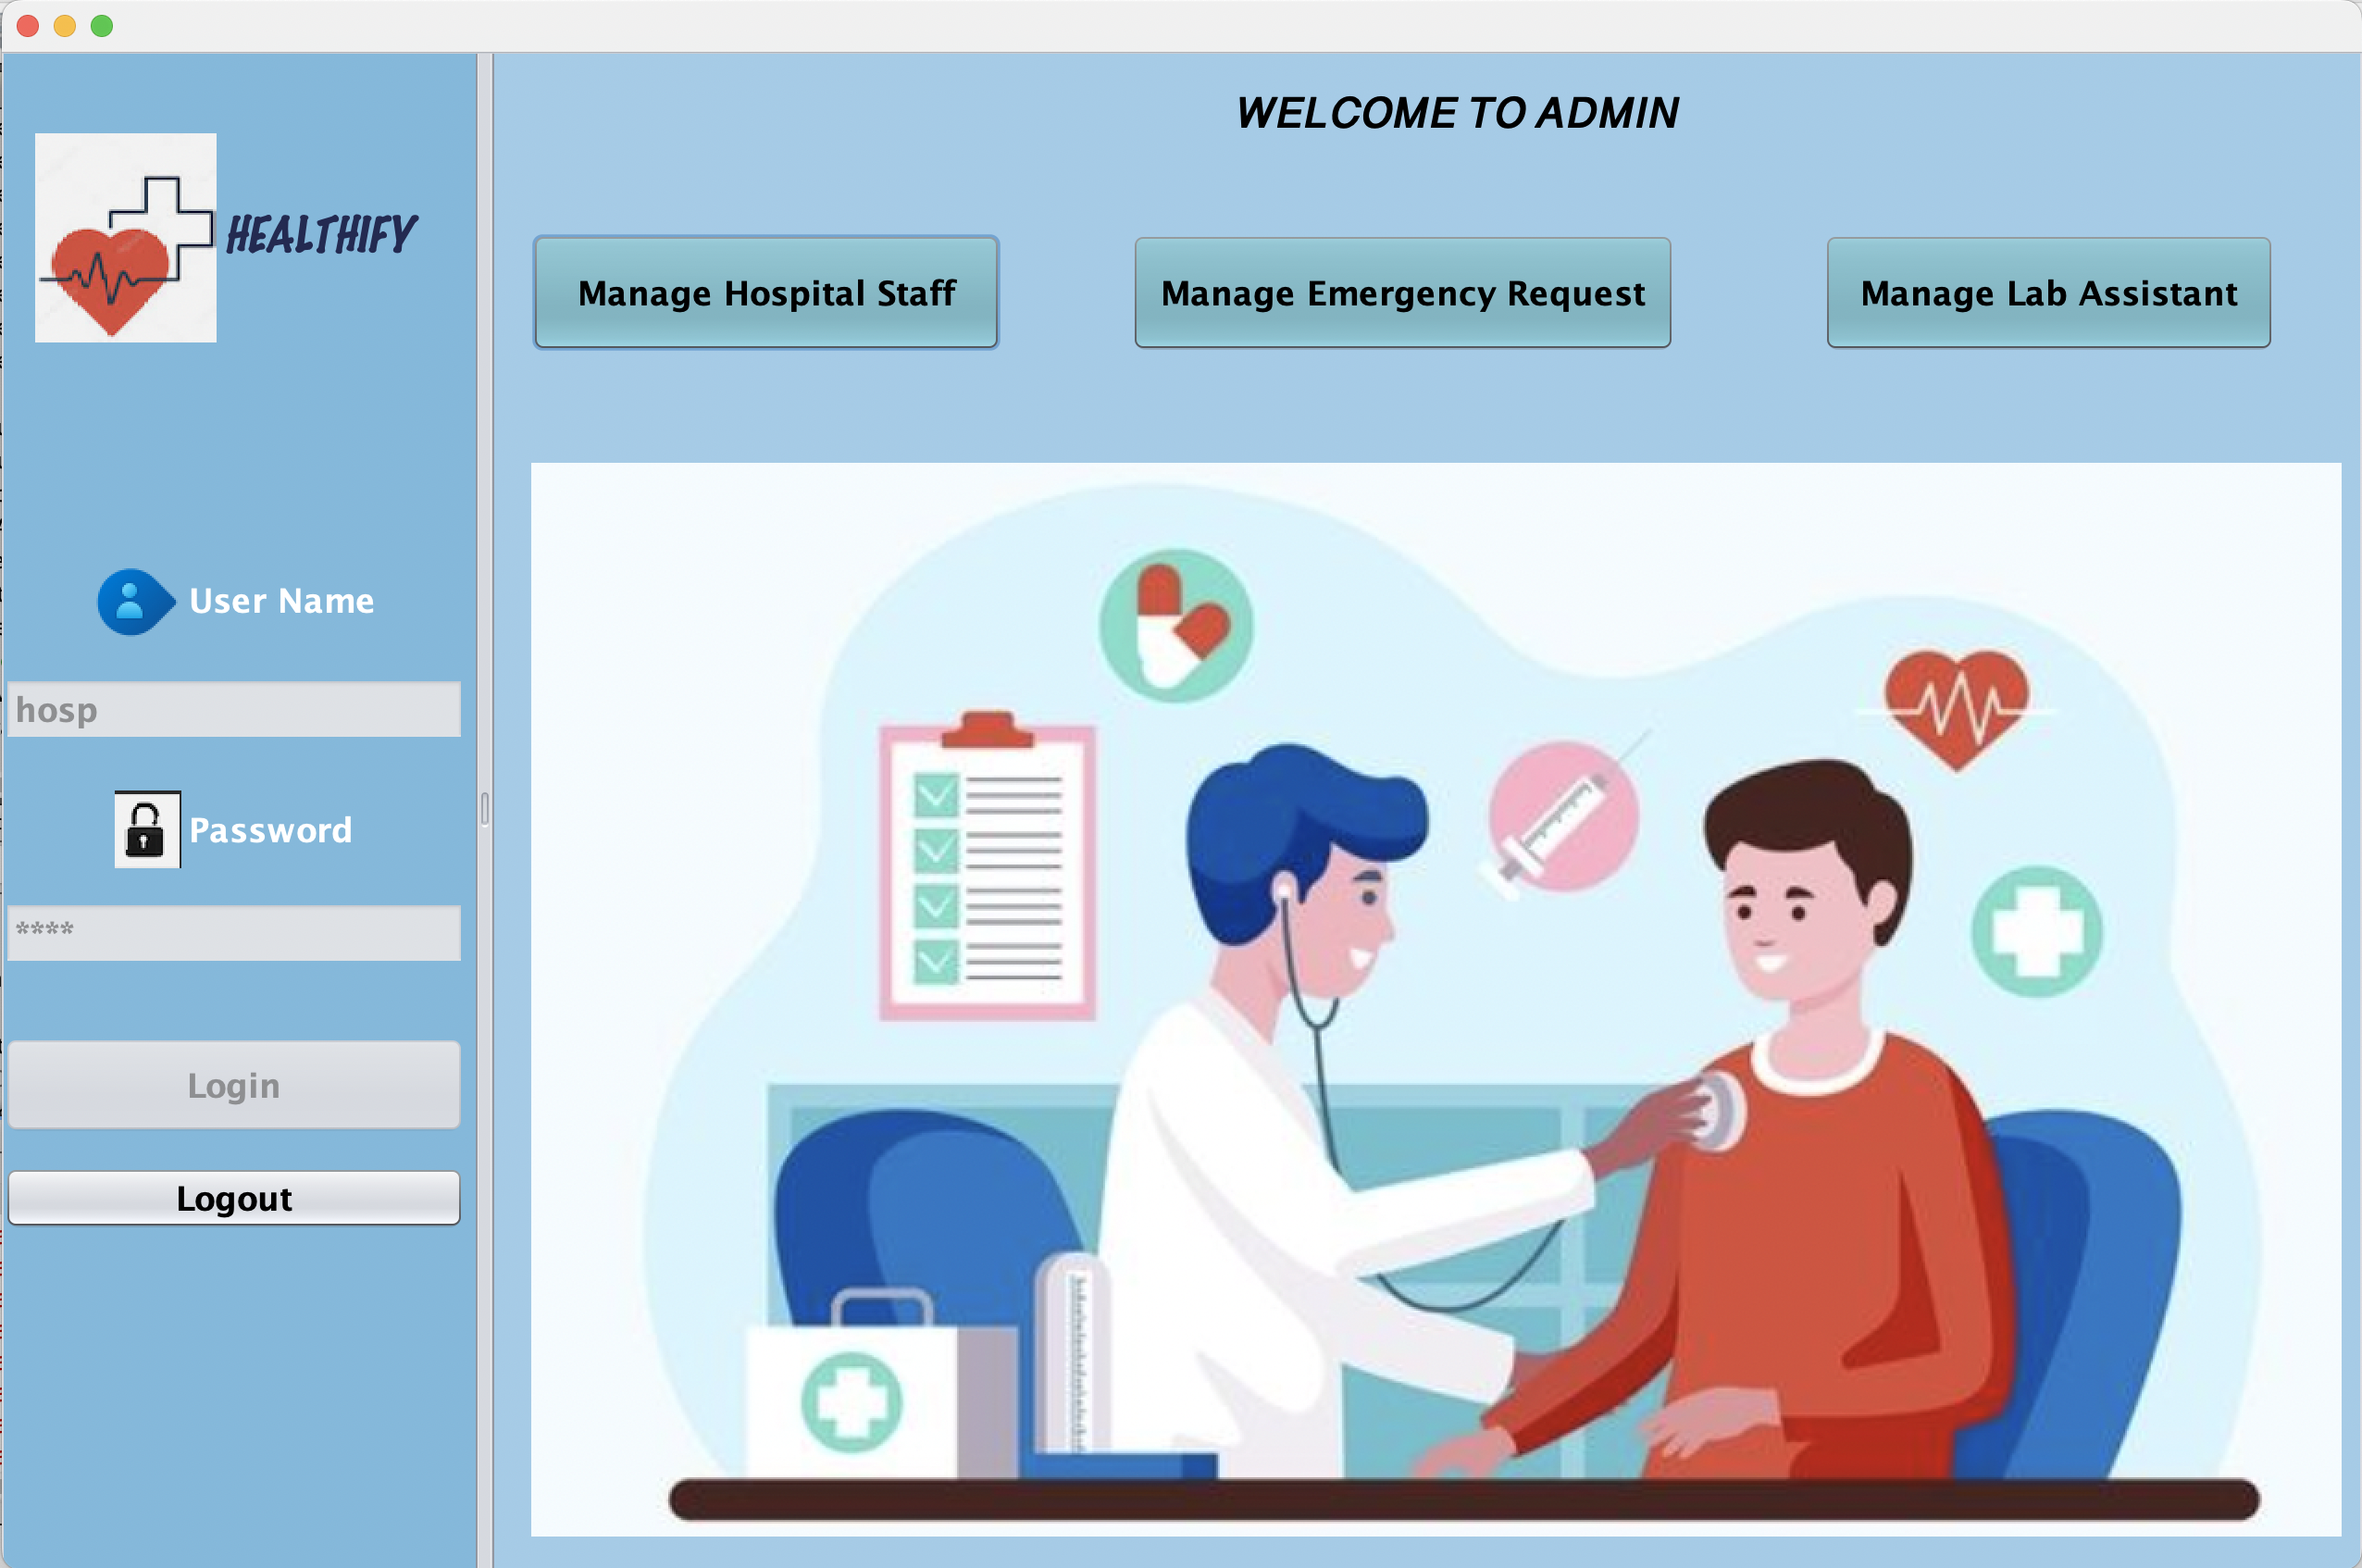 WELCOME TO ADMIN
HEALTHIFY
Manage Hospital Staff
Manage Emergency Request
Manage Lab Assistant
User Name
hosp
Password
****
Login
Logout